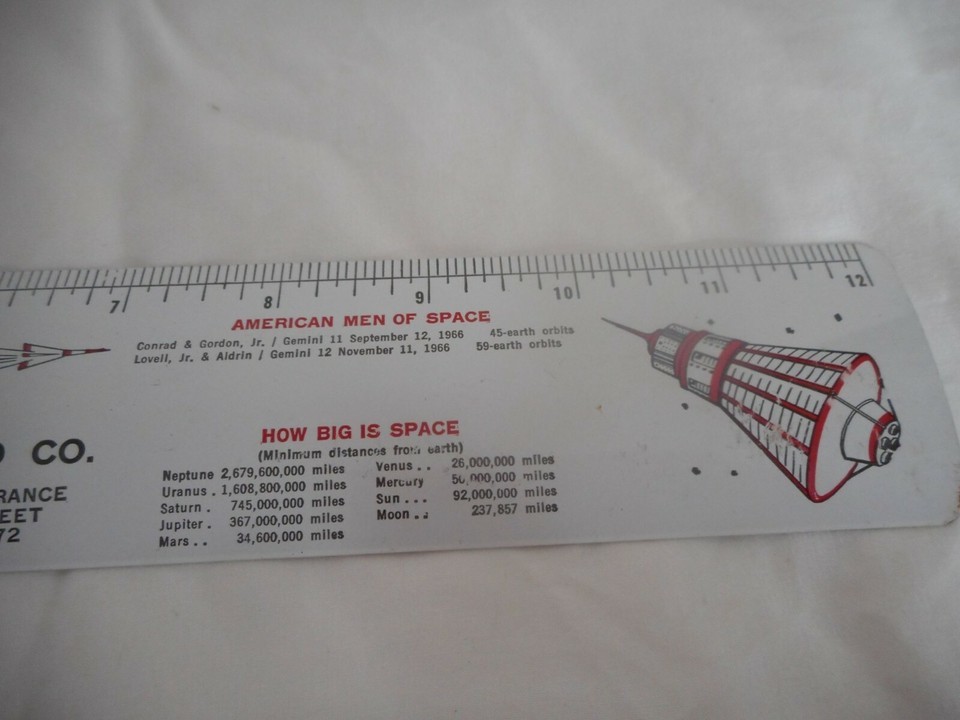 7 8 9 10 11 12
AMERICAN MEN OF SPACE
Conrad & Gordon, Jr. / Gemini 11 September 12, 1966 45-earth orbits
Lovell, Jr. & Aldrin / Gemini 12 November 11, 1966 59-earth orbits
CO.
RANCE
EET
72
HOW BIG IS SPACE
(Minimum distances from earth)
Neptune 2,679,600,000 miles
Uranus . 1,608,800,000 miles
Saturn . 745,000,000 miles
Jupiter . 367,000,000 miles
Mars . . 34,600,000 miles
Venus . . 26,000,000 miles
Mercury 50,000,000 miles
Sun . . . 92,000,000 miles
Moon . . 237,857 miles